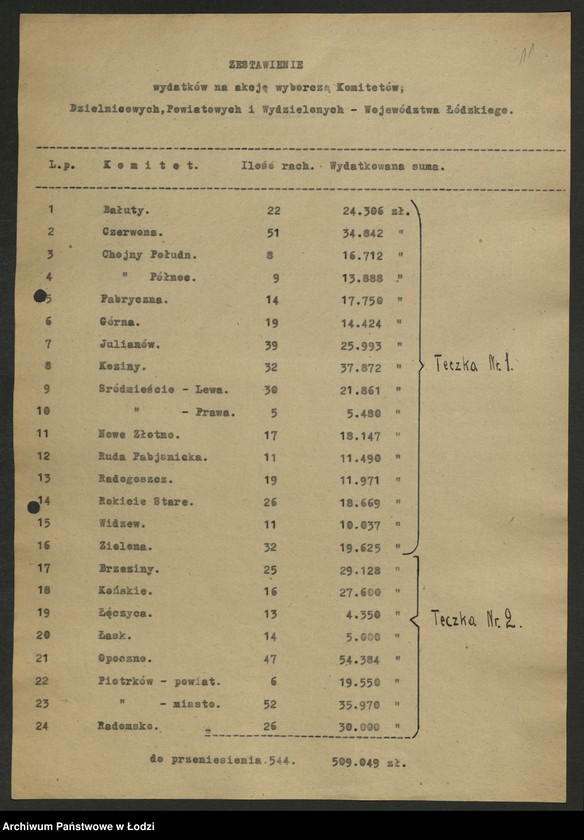 11
ZESTAWIENIE
wydatków na akcję wyborczą Komitetów,
Dzielnicowych,Powiatowych i Wydzielonych - Województwa Łódzkiego.
L.p. K o m i t e t. Ilość rach. Wydatkowana suma.
1 Bałuty. 22 24.306 zł.
2 Czerwona. 51 34.842 "
3 Chojny Połudn. 8 16.712 "
4 " Północ. 9 13.888 "
5 Fabryczna. 14 17.750 "
6 Górna. 19 14.424 "
7 Julianów. 39 25.993 "
8 Koziny. 32 37.872 "
Teczka Nr.1.
9 Śródmieście - Lewa. 30 21.861 "
10 " - Prawa. 5 5.480 "
11 Nowe Złotno. 17 18.147 "
12 Ruda Pabjanicka. 11 11.490 "
13 Radogoszcz. 19 11.971 "
14 Rokicie Stare. 26 18.669 "
15 Widzew. 11 10.037 "
16 Zielona. 32 19.625 "
17 Brzeziny. 25 29.128 "
18 Końskie. 16 27.600 "
19 Łęczyca. 13 4.350 "
Teczka Nr.2.
20 Łask. 14 5.000 "
21 Opoczno. 47 54.384 "
22 Piotrków - powiat. 6 19.550 "
23 " - miasto. 52 35.970 "
24 Radomsko. 26 30.000 "
do przeniesienia.544. 509.049 zł.
Archiwum Państwowe w Łodzi